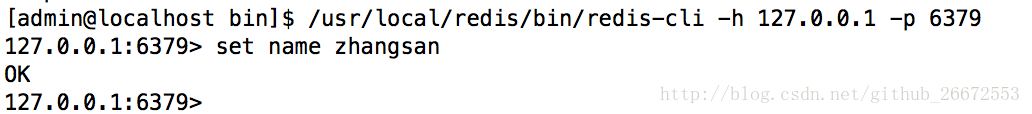 [admin@localhost bin]$ /usr/local/redis/bin/redis-cli -h 127.0.0.1 -p 6379
127.0.0.1:6379> set name zhangsan
OK
127.0.0.1:6379>
http://blog.csdn.net/github_26672553